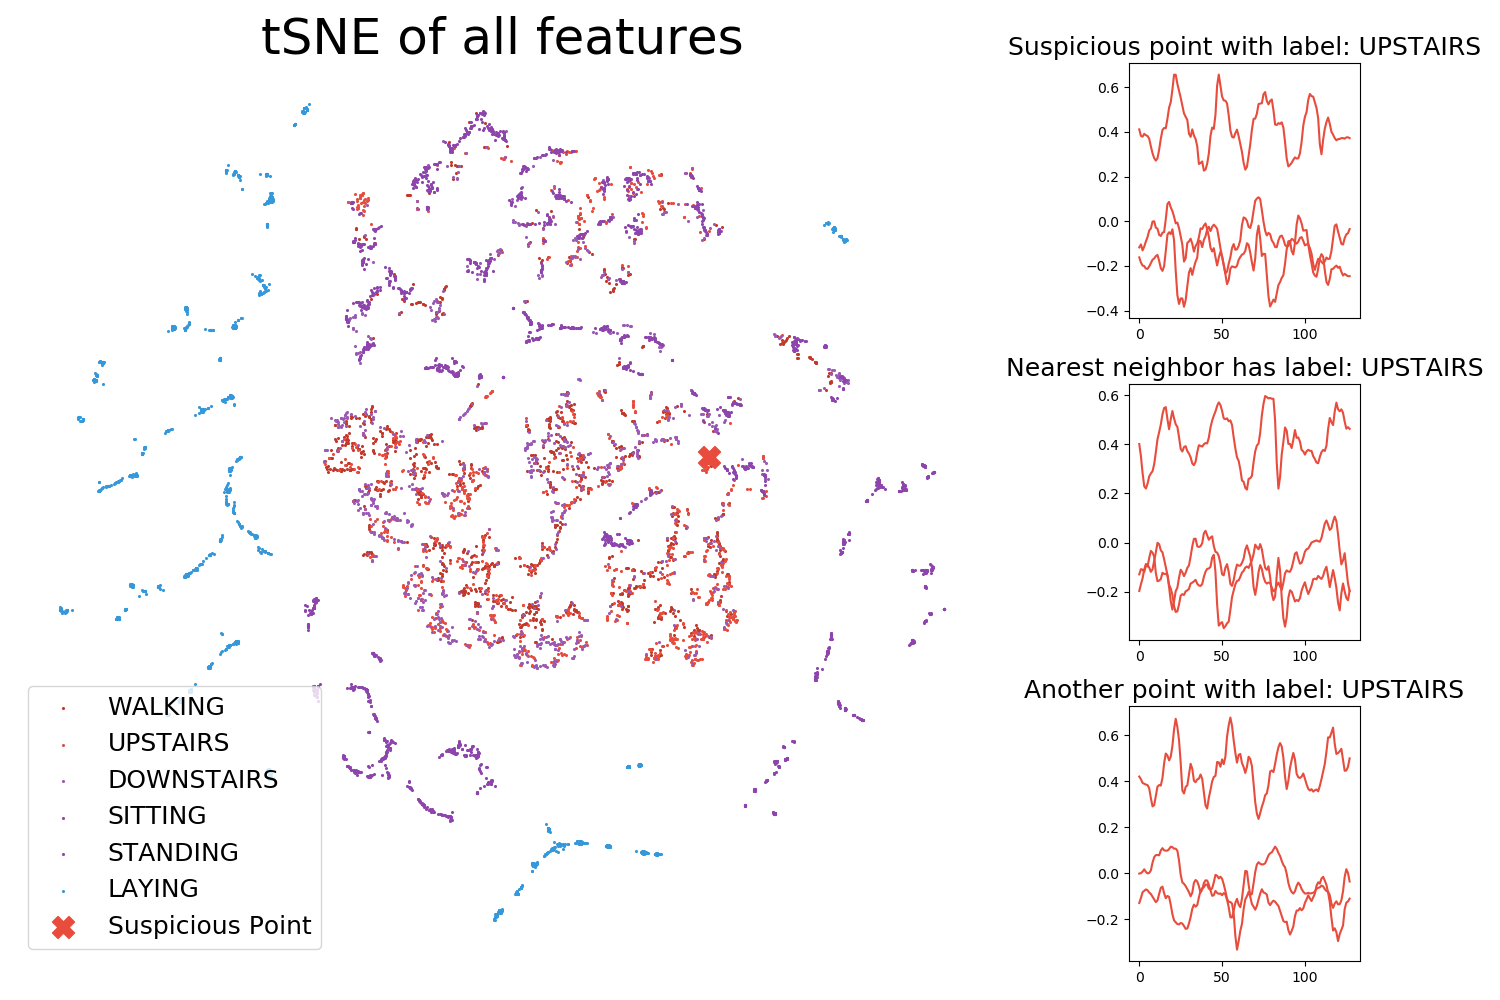 tSNE of all features
WALKING
UPSTAIRS
DOWNSTAIRS
SITTING
STANDING
LAYING
Suspicious Point
Suspicious point with label: UPSTAIRS
0.6
0.4
0.2
0.0
−0.2
−0.4
0 50 100
Nearest neighbor has label: UPSTAIRS
0.6
0.4
0.2
0.0
−0.2
0 50 100
Another point with label: UPSTAIRS
0.6
0.4
0.2
0.0
−0.2
0 50 100